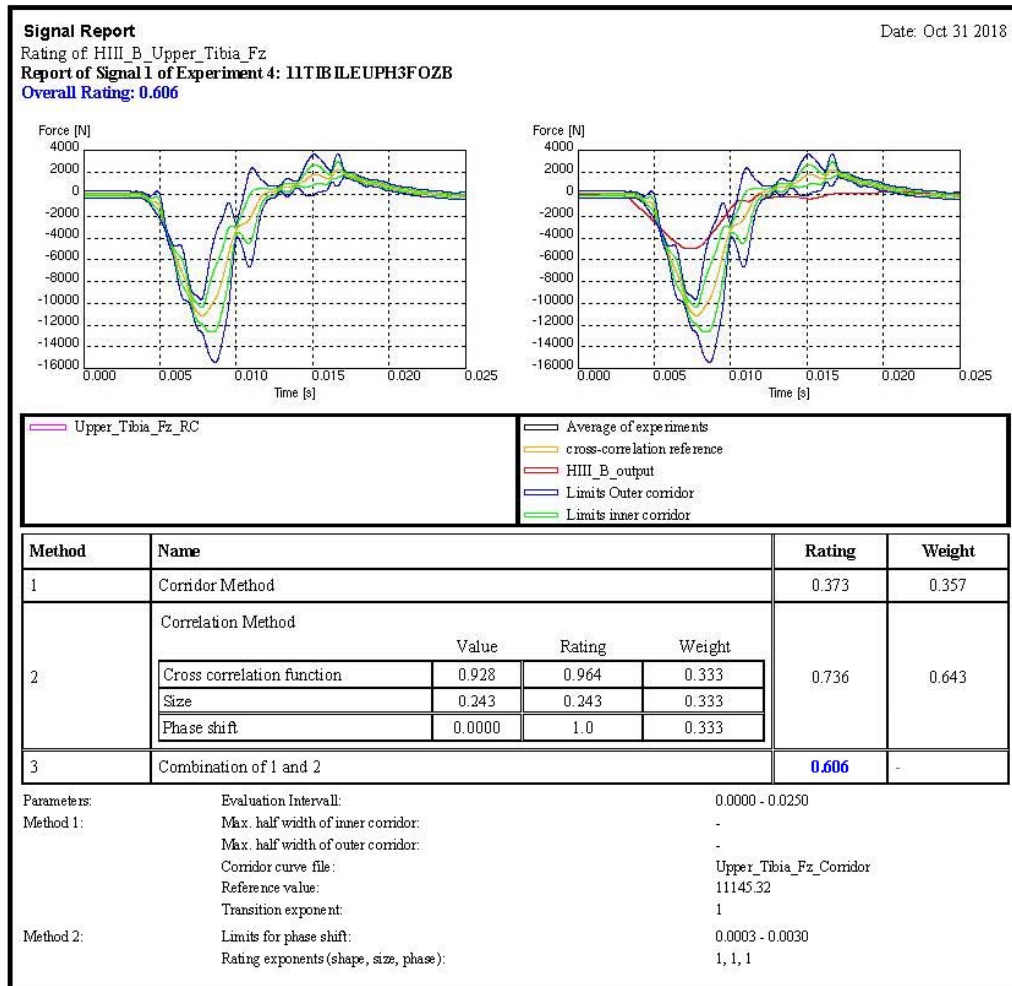 Signal Report
Date: Oct 31 2018
Rating of HIII_B_Upper_Tibia_Fz
Report of Signal 1 of Experiment 4: 11TIBILEUPH3FOZB
Overall Rating: 0.606
Force [N]
4000
2000
0
-2000
-4000
-6000
-8000
-10000
-12000
-14000
-16000
0.000 0.005 0.010 0.015 0.020 0.025
Time [s]
Force [N]
4000
2000
0
-2000
-4000
-6000
-8000
-10000
-12000
-14000
-16000
0.000 0.005 0.010 0.015 0.020 0.025
Time [s]
Upper_Tibia_Fz_RC
Average of experiments
cross-correlation reference
HIII_B_output
Limits Outer corridor
Limits inner corridor
Method Name Rating Weight
1 Corridor Method 0.373 0.357
Correlation Method
Value Rating Weight
Cross correlation function 0.928 0.964 0.333
2 Size 0.243 0.243 0.333 0.736 0.643
Phase shift 0.0000 1.0 0.333
3 Combination of 1 and 2 0.606 -
Parameters: Evaluation Intervall: 0.0000 - 0.0250
Method 1: Max. half width of inner corridor: -
Max. half width of outer corridor: -
Corridor curve file: Upper_Tibia_Fz_Corridor
Reference value: 11145.32
Transition exponent: 1
Method 2: Limits for phase shift: 0.0003 - 0.0030
Rating exponents (shape, size, phase): 1, 1, 1